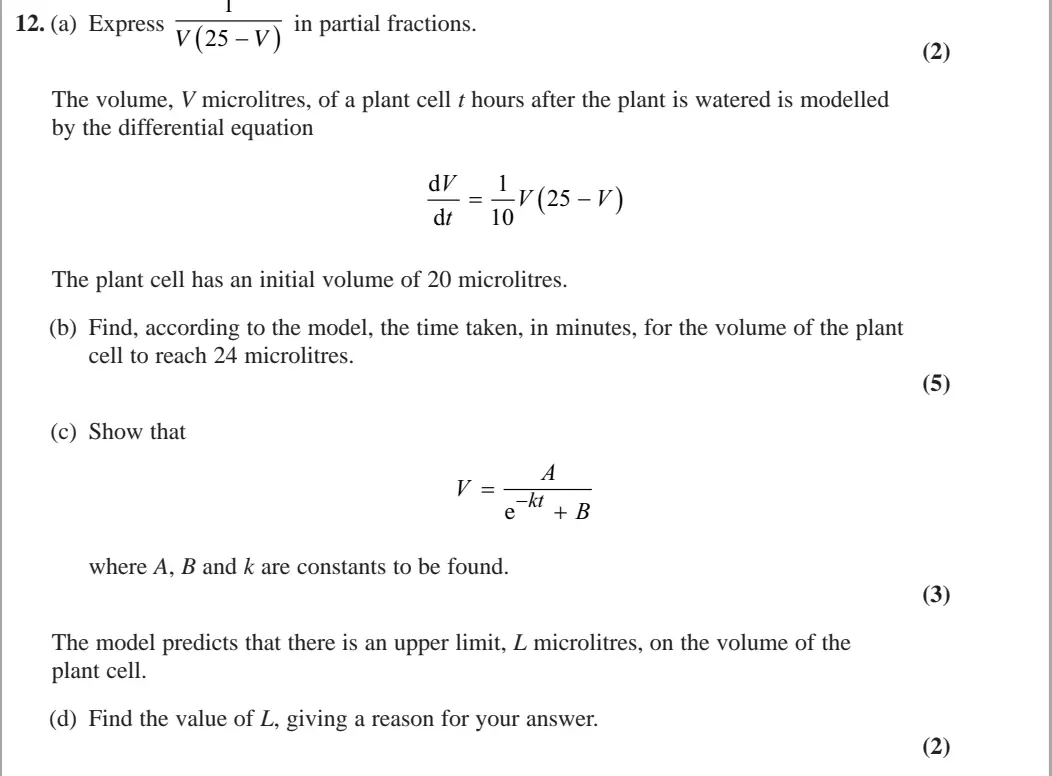 12. (a) Express 1/(V(25 − V)) in partial fractions.
(2)
The volume, V microlitres, of a plant cell t hours after the plant is watered is modelled
by the differential equation
dV/dt = 1/10 V(25 − V)
The plant cell has an initial volume of 20 microlitres.
(b) Find, according to the model, the time taken, in minutes, for the volume of the plant
cell to reach 24 microlitres.
(5)
(c) Show that
V = A/(e^(−kt) + B)
where A, B and k are constants to be found.
(3)
The model predicts that there is an upper limit, L microlitres, on the volume of the
plant cell.
(d) Find the value of L, giving a reason for your answer.
(2)